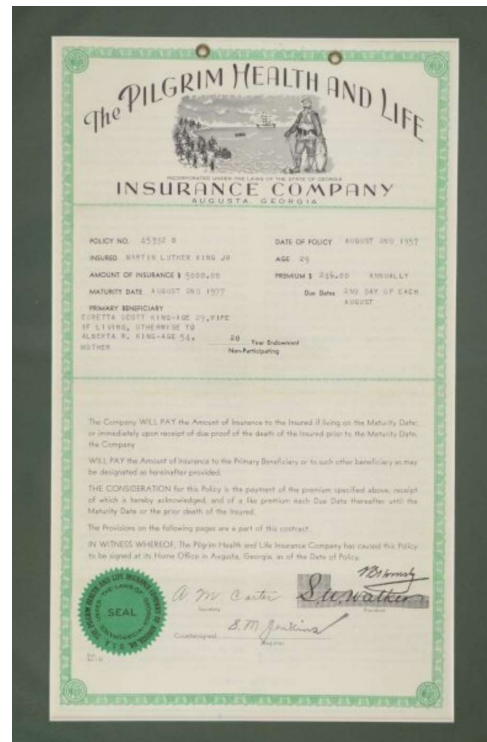 The PILGRIM HEALTH AND LIFE
INCORPORATED UNDER THE LAWS OF THE STATE OF GEORGIA
INSURANCE COMPANY
AUGUSTA, GEORGIA
POLICY NO. 45332 B
DATE OF POLICY AUGUST 2ND 1957
INSURED MARTIN LUTHER KING JR
AGE 29
AMOUNT OF INSURANCE $ 5000.00
PREMIUM $ 246.00 ANNUALLY
MATURITY DATE AUGUST 2ND 1977
Due Dates 2ND DAY OF EACH
AUGUST
PRIMARY BENEFICIARY
CORETTA SCOTT KING-AGE 29,WIFE
IF LIVING, OTHERWISE TO
ALBERTA W. KING-AGE 54,
MOTHER
20 Year Endowment
Non-Participating
The Company WILL PAY the Amount of Insurance to the Insured if living on the Maturity Date;
or immediately upon receipt of due proof of the death of the Insured prior to the Maturity Date,
the Company
WILL PAY the Amount of Insurance to the Primary Beneficiary or to such other beneficiary as may
be designated as hereinafter provided.
THE CONSIDERATION for this Policy is the payment of the premium specified above, receipt
of which is hereby acknowledged, and of a like premium each Due Date thereafter until the
Maturity Date or the prior death of the Insured.
The Provisions on the following pages are a part of this contract.
IN WITNESS WHEREOF, The Pilgrim Health and Life Insurance Company has caused this Policy
to be signed at its Home Office in Augusta, Georgia, as of the Date of Policy.
A M Carter
Secretary
S.W. Walker
President
S. M. Jenkins
Countersigned
Registrar
SEAL